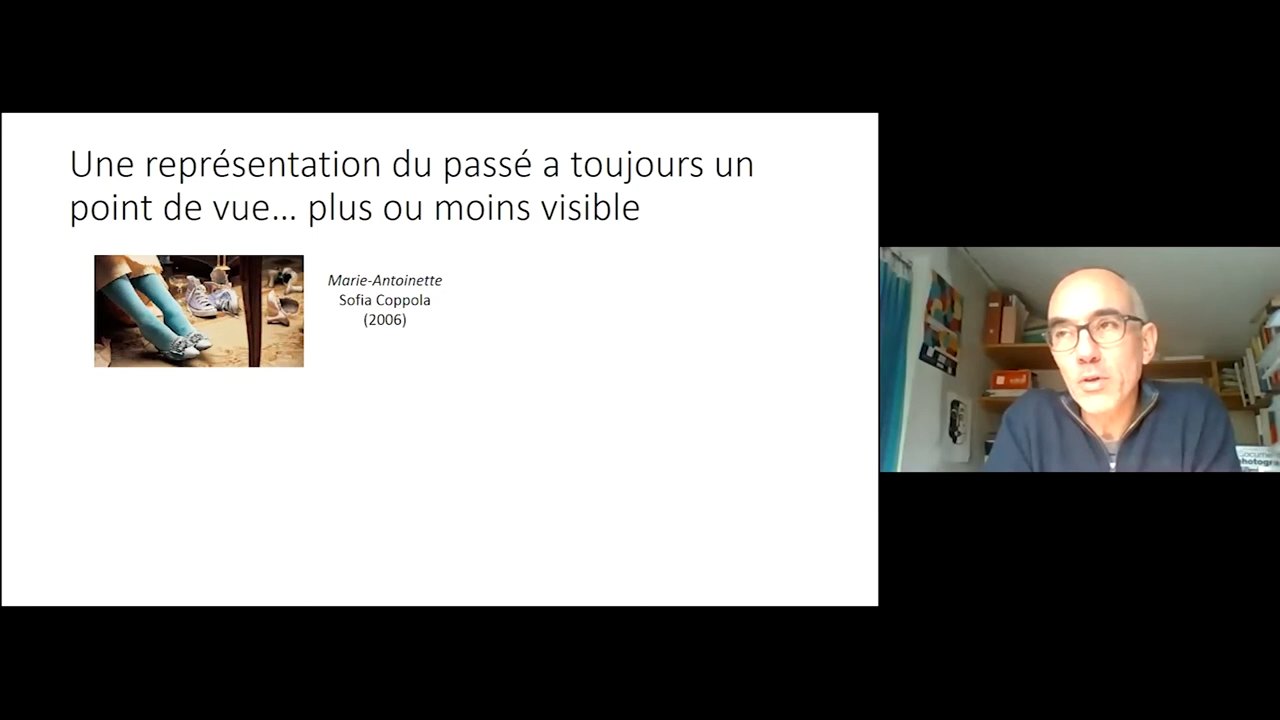 Une représentation du passé a toujours un
point de vue... plus ou moins visible
Marie-Antoinette
Sofia Coppola
(2006)